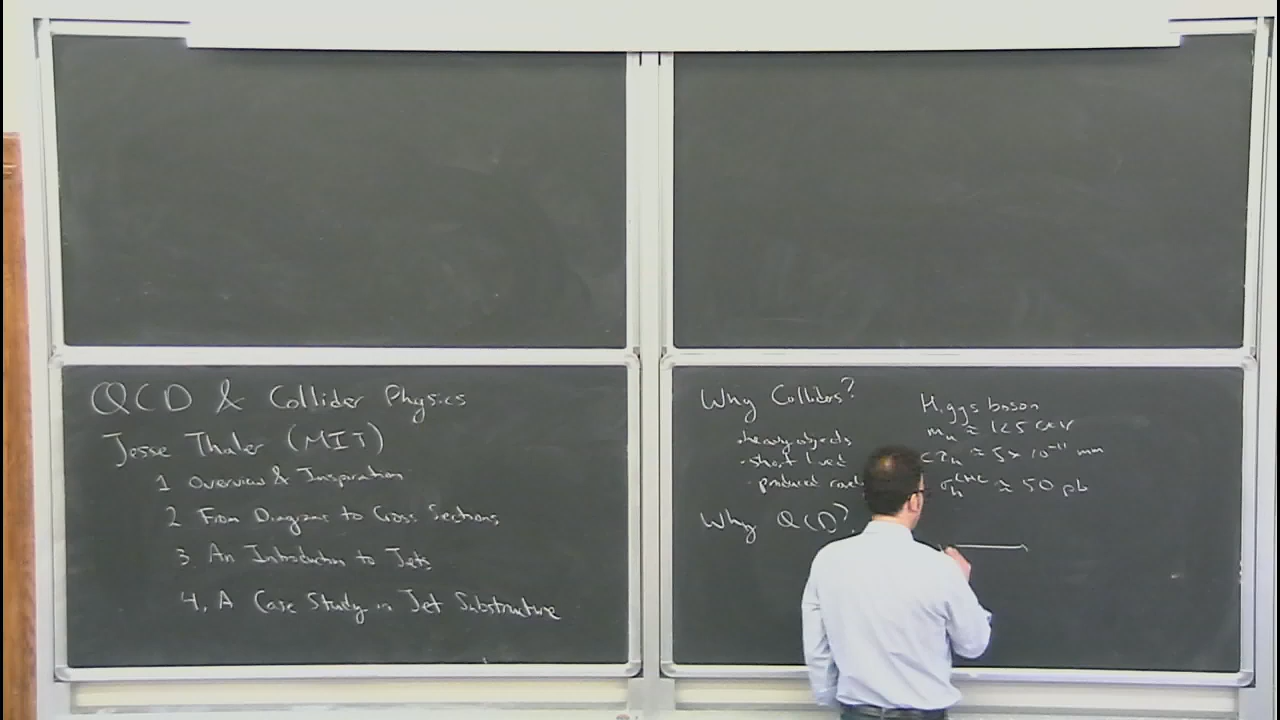 QCD & Collider Physics
Jesse Thaler (MIT)
1 Overview & Inspiration
2 From Diagrams to Cross Sections
3. An Introduction to Jets
4. A Case Study in Jet Substructure
Why Colliders?
• heavy objects
• short lived
• produced
Why QCD?
Higgs boson
m_h ≈ 125 GeV
cτ_h ≈ 5 × 10⁻¹¹ mm
σ_h^LHC ≈ 50 pb